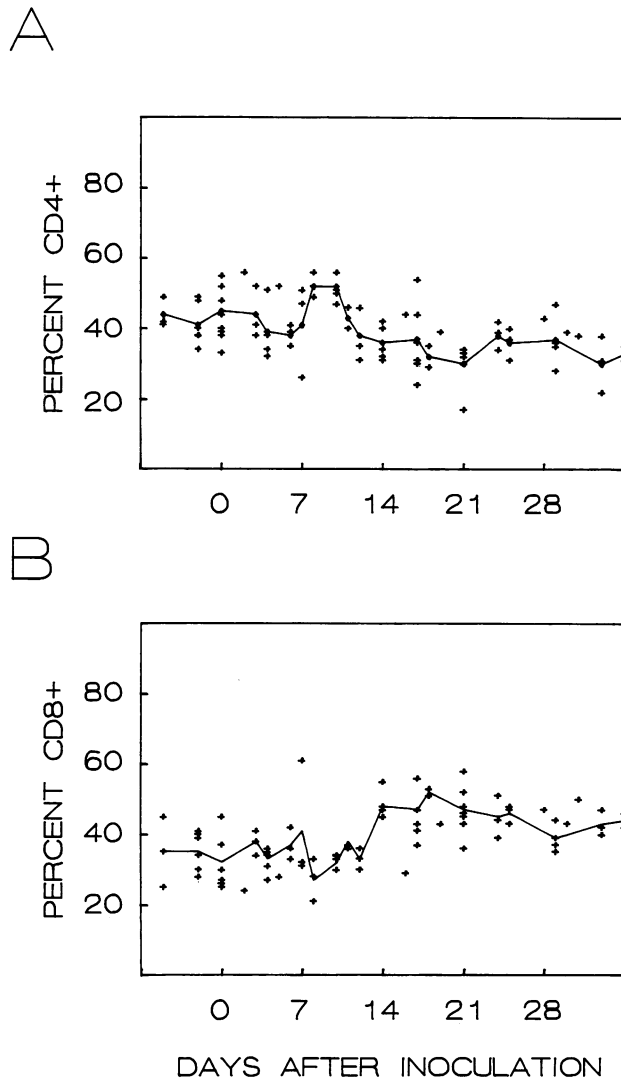 A
PERCENT CD4+
80
60
40
20
0 7 14 21 28
B
PERCENT CD8+
80
60
40
20
0 7 14 21 28
DAYS AFTER INOCULATION